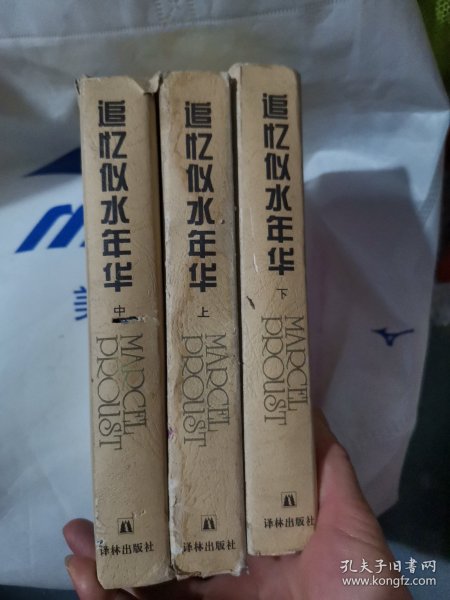 追忆似水年华
中
MARCEL
PROUST
译林出版社
追忆似水年华
上
MARCEL
PROUST
译林出版社
追忆似水年华
下
MARCEL
PROUST
译林出版社
孔夫子旧书网
www.kongfz.com